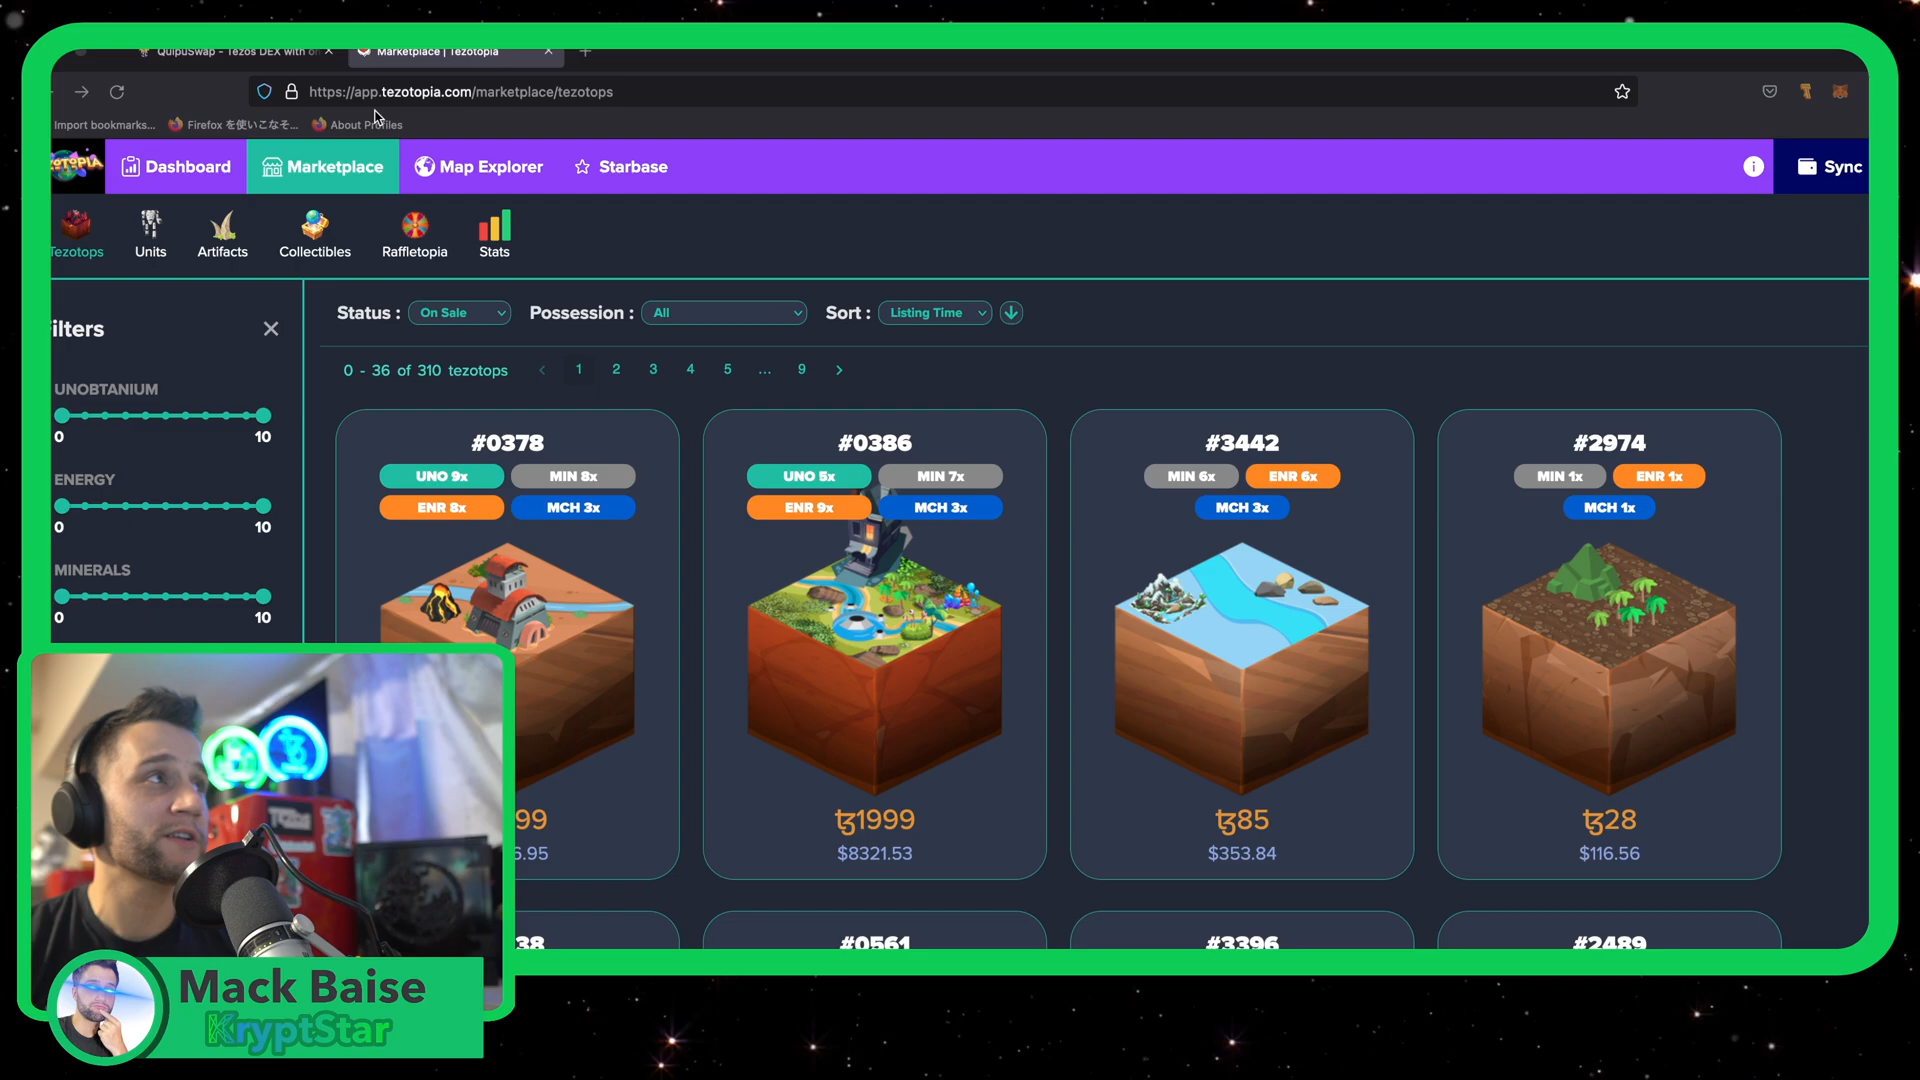 QuipuSwap - Tezos DEX with on
Marketplace | Tezotopia
https://app.tezotopia.com/marketplace/tezotops
Import bookmarks...
Firefox を使いこなそ...
About Profiles
Dashboard
Marketplace
Map Explorer
Starbase
Sync
Tezotops
Units
Artifacts
Collectibles
Raffletopia
Stats
Filters
Status :
On Sale
Possession :
All
Sort :
Listing Time
0 - 36 of 310 tezotops
1 2 3 4 5 ... 9
UNOBTANIUM
0 10
ENERGY
0 10
MINERALS
0 10
#0378
UNO 9x MIN 8x
ENR 8x MCH 3x
99
6.95
#0386
UNO 5x MIN 7x
ENR 9x MCH 3x
ꜩ1999
$8321.53
#3442
MIN 6x ENR 6x
MCH 3x
ꜩ85
$353.84
#2974
MIN 1x ENR 1x
MCH 1x
ꜩ28
$116.56
38
#0561
#3396
#2489
Mack Baise
KryptStar